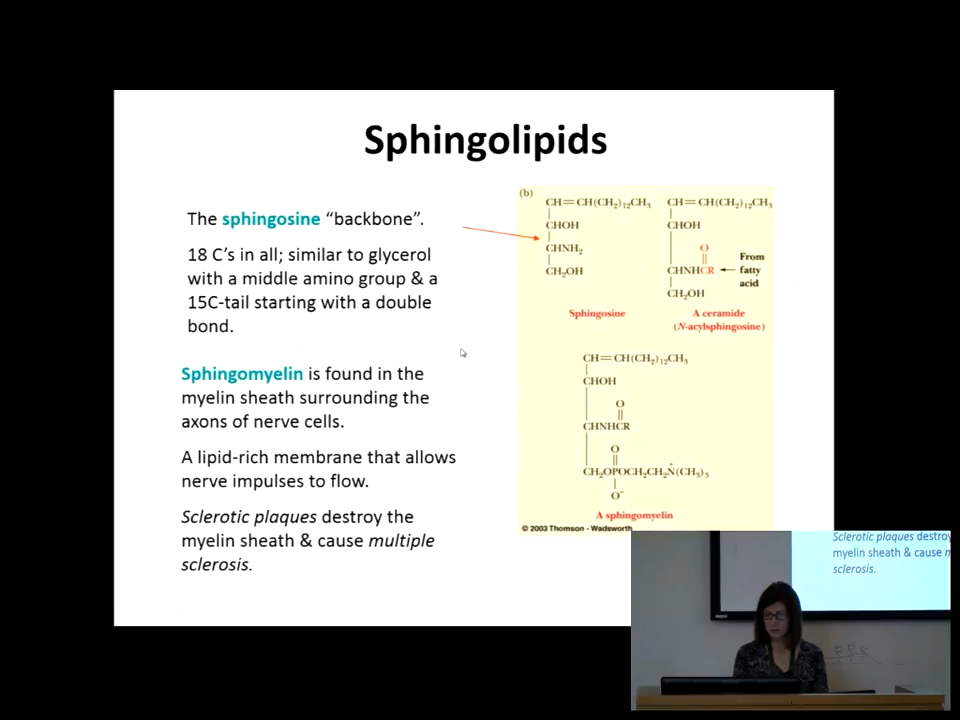 Sphingolipids
The sphingosine “backbone”.
18 C’s in all; similar to glycerol
with a middle amino group & a
15C-tail starting with a double
bond.
Sphingomyelin is found in the
myelin sheath surrounding the
axons of nerve cells.
A lipid-rich membrane that allows
nerve impulses to flow.
Sclerotic plaques destroy the
myelin sheath & cause multiple
sclerosis.
(b)
CH=CH(CH₂)₁₂CH₃
CHOH
CHNH₂
CH₂OH
Sphingosine
CH=CH(CH₂)₁₂CH₃
CHOH
O
CHNHCR
CH₂OH
From
fatty
acid
A ceramide
(N-acylsphingosine)
CH=CH(CH₂)₁₂CH₃
CHOH
O
CHNHCR
O
CH₂OPOCH₂CH₂N⁺(CH₃)₃
O⁻
A sphingomyelin
© 2003 Thomson - Wadsworth
Sclerotic plaques destroy
myelin sheath & cause m
sclerosis.